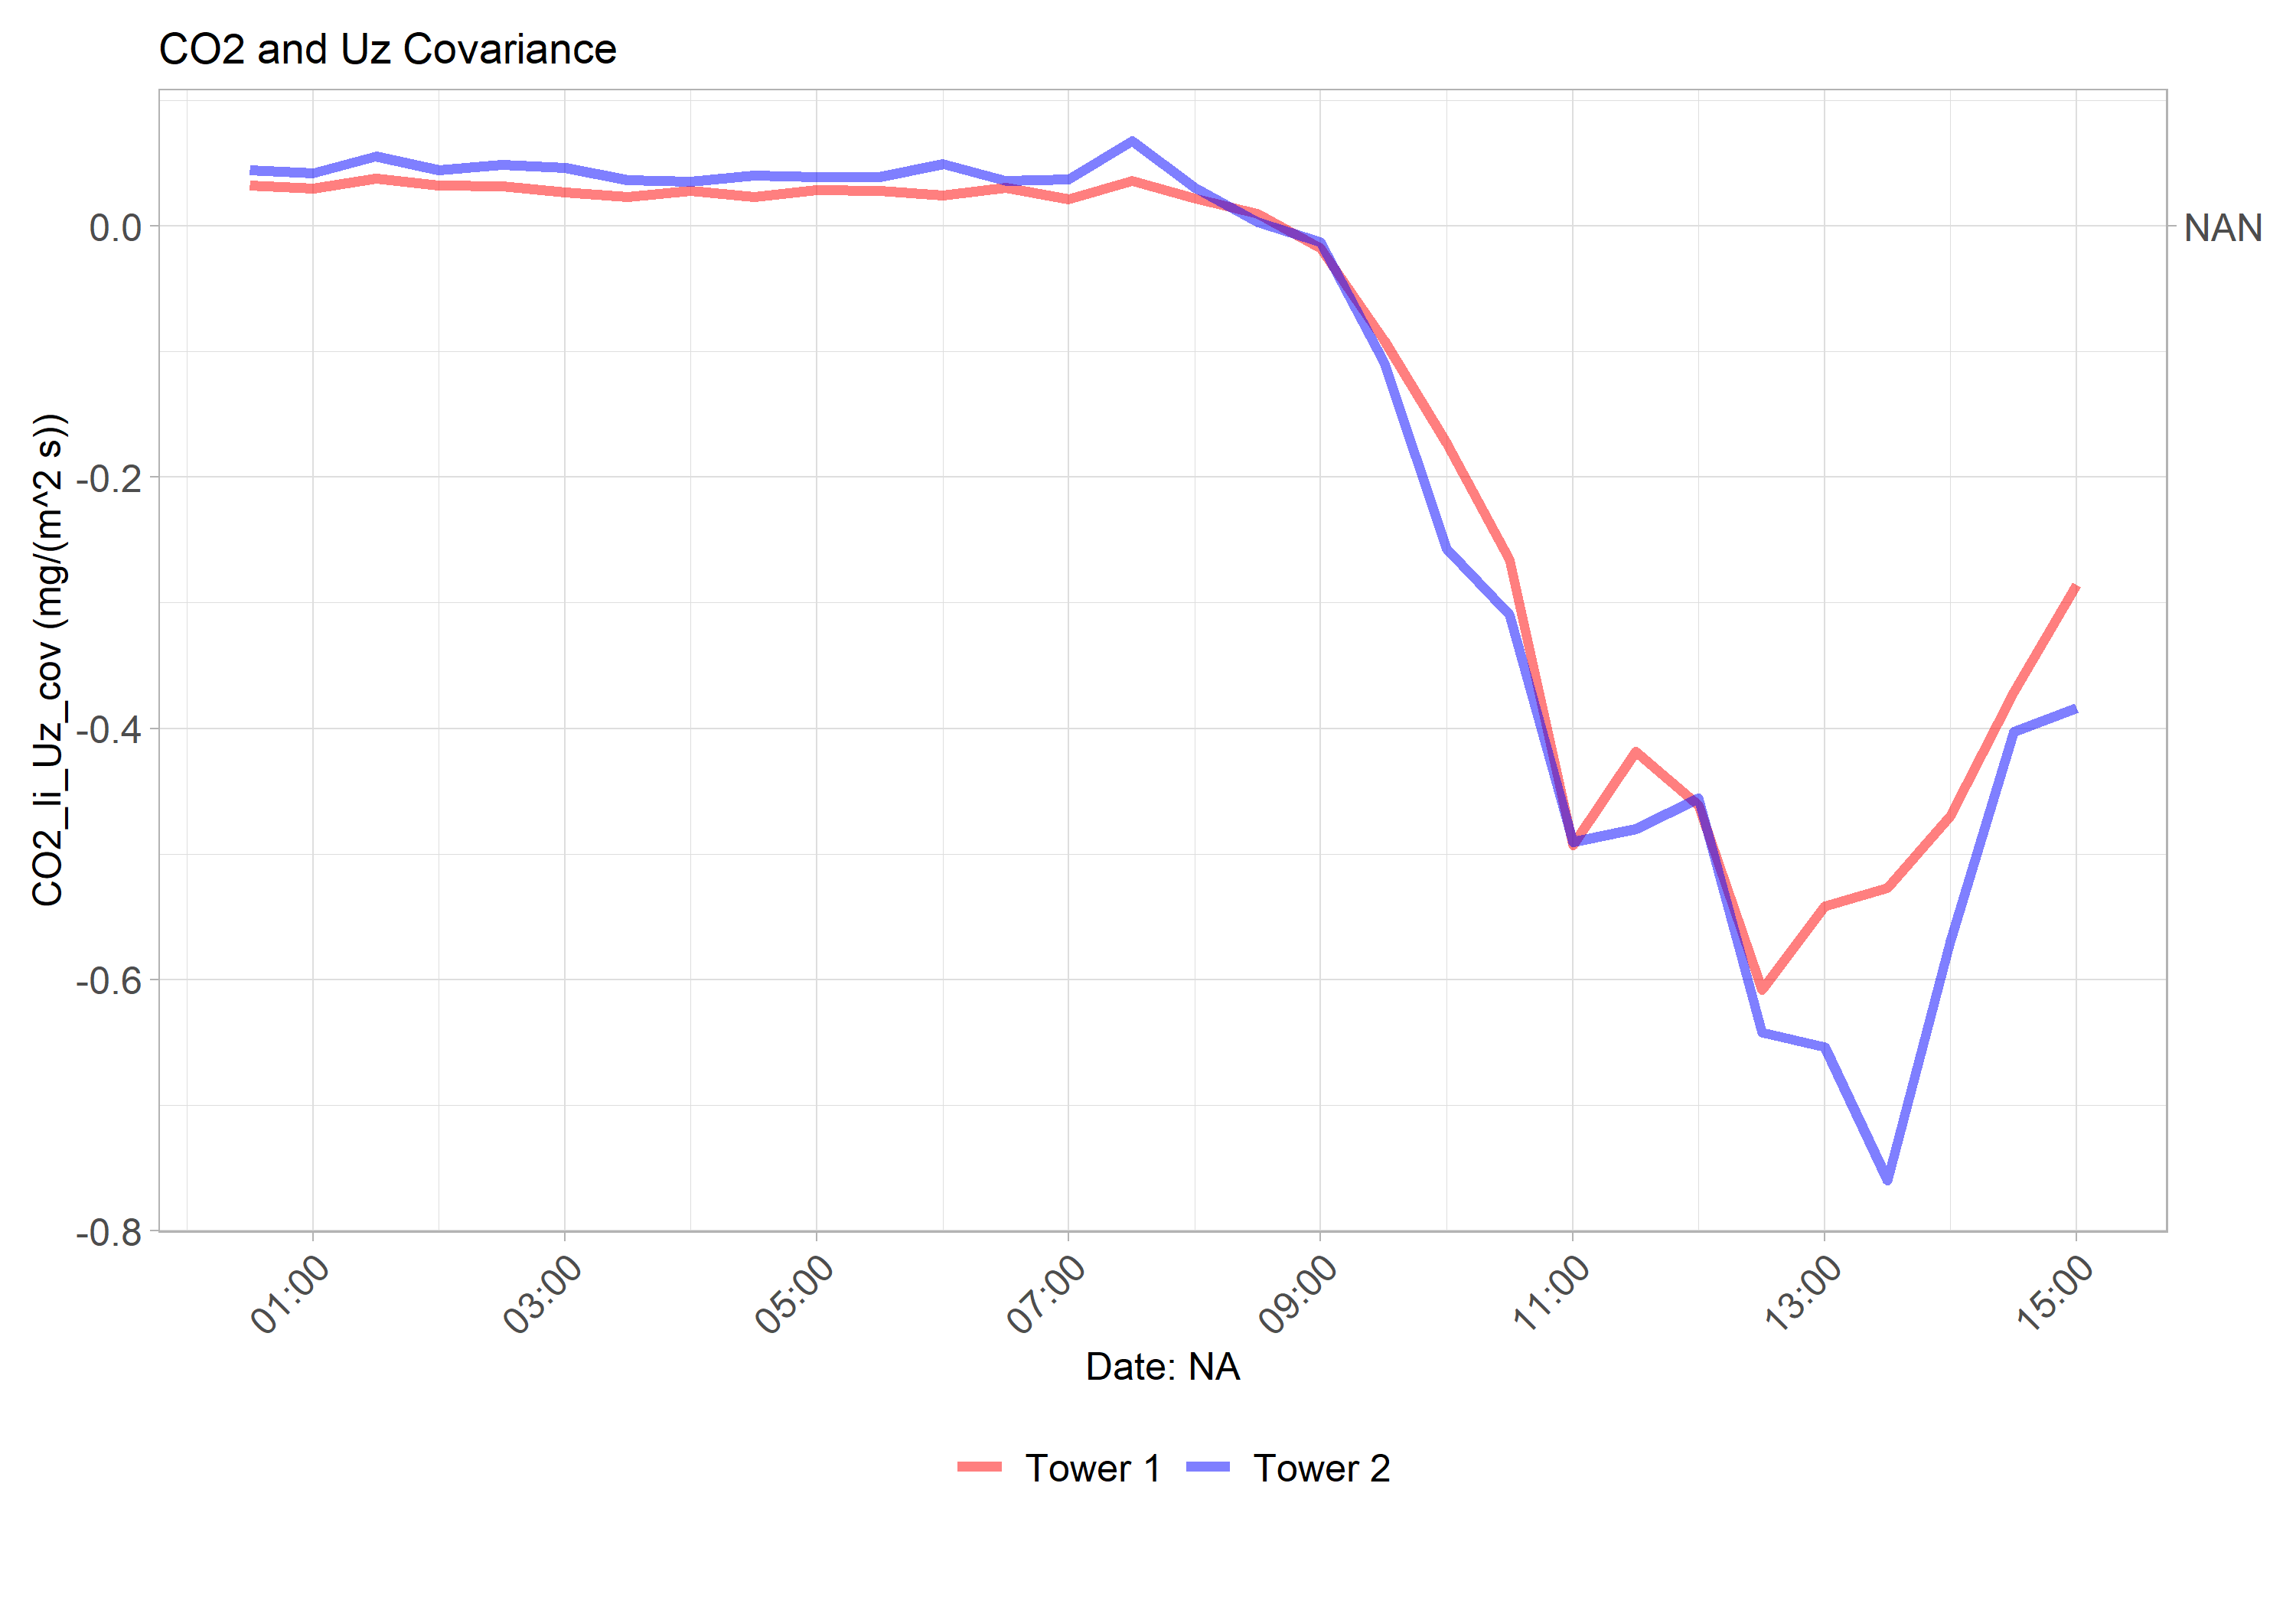 CO2 and Uz Covariance
CO2_li_Uz_cov (mg/(m^2 s))
0.0
-0.2
-0.4
-0.6
-0.8
NAN
01:00
03:00
05:00
07:00
09:00
11:00
13:00
15:00
Date: NA
Tower 1
Tower 2